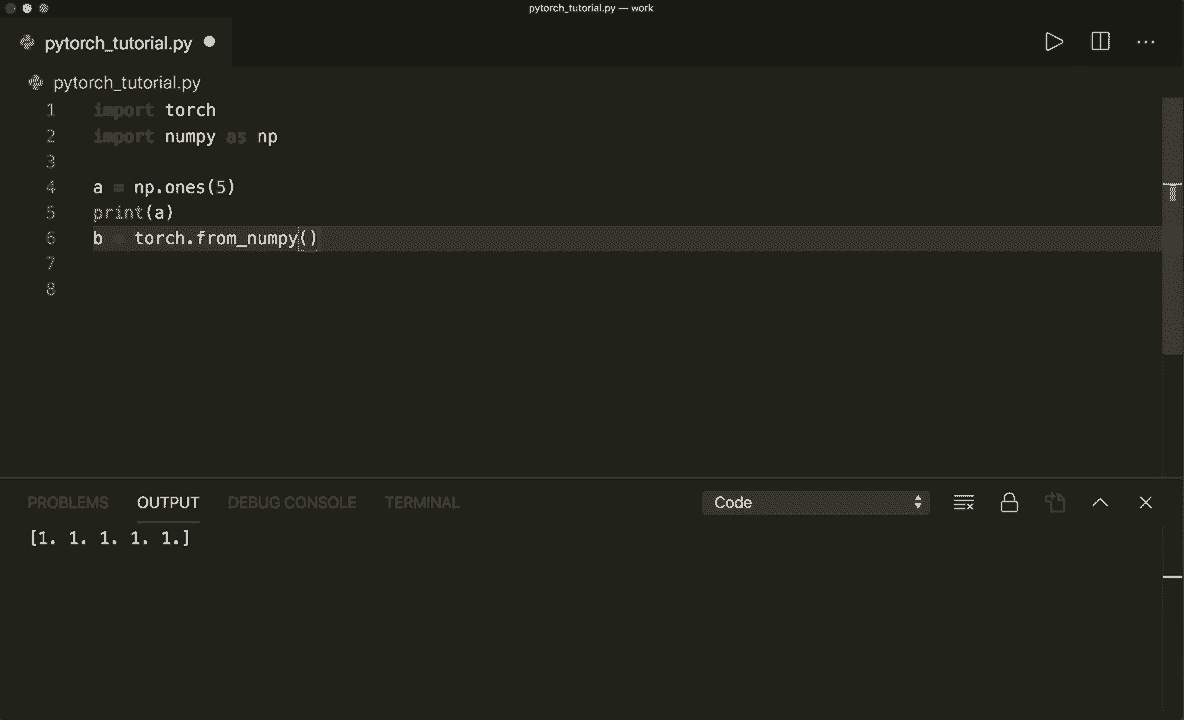 pytorch_tutorial.py — work
pytorch_tutorial.py
pytorch_tutorial.py
1 import torch
2 import numpy as np
3
4 a = np.ones(5)
5 print(a)
6 b = torch.from_numpy()
7
8
PROBLEMS OUTPUT DEBUG CONSOLE TERMINAL Code
[1. 1. 1. 1. 1.]